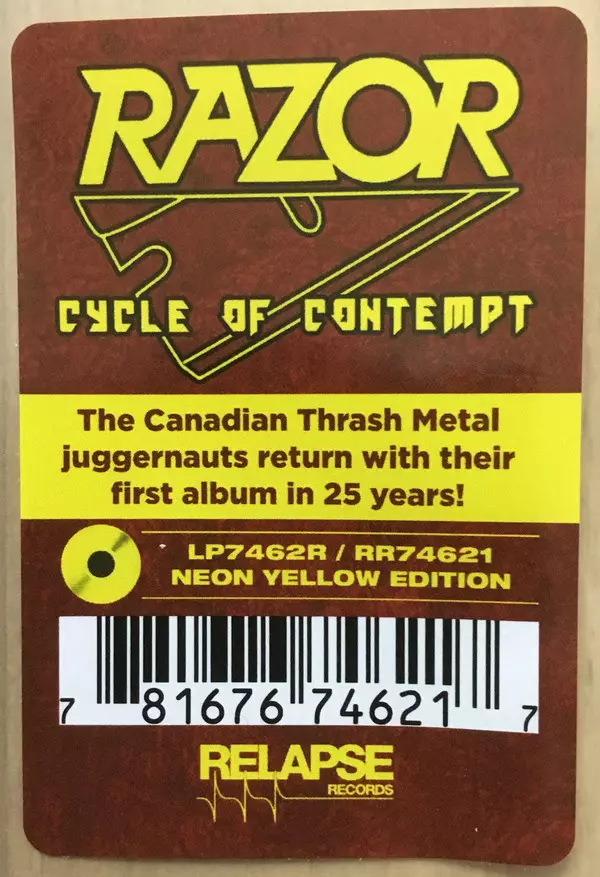 RAZOR
CYCLE OF CONTEMPT
The Canadian Thrash Metal
juggernauts return with their
first album in 25 years!
LP7462R / RR74621
NEON YELLOW EDITION
7 81676 74621 7
RELAPSE
RECORDS